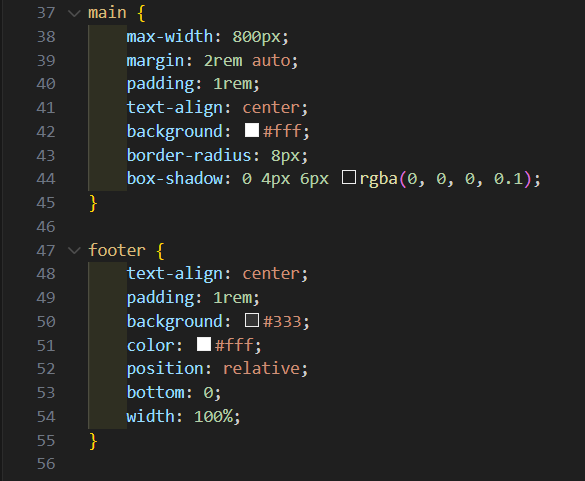 37 main {
38 max-width: 800px;
39 margin: 2rem auto;
40 padding: 1rem;
41 text-align: center;
42 background: #fff;
43 border-radius: 8px;
44 box-shadow: 0 4px 6px rgba(0, 0, 0, 0.1);
45 }
46
47 footer {
48 text-align: center;
49 padding: 1rem;
50 background: #333;
51 color: #fff;
52 position: relative;
53 bottom: 0;
54 width: 100%;
55 }
56